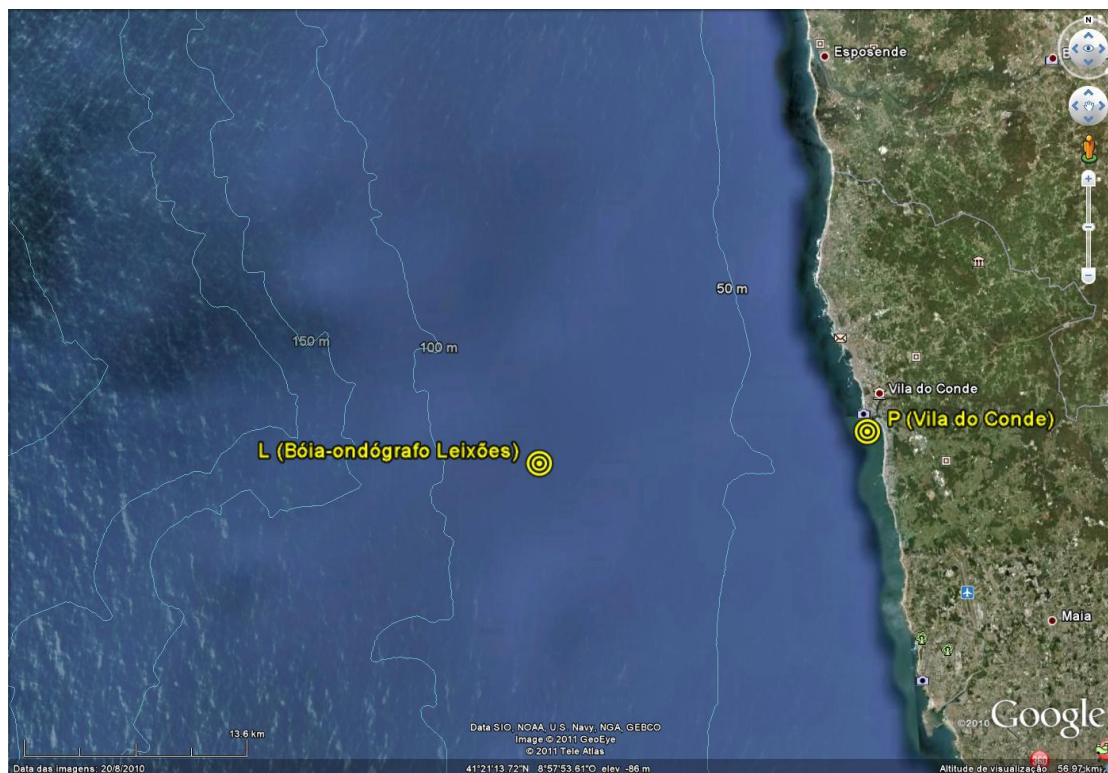 N
Esposende
50 m
150 m
100 m
Vila do Conde
P (Vila do Conde)
L (Bóia-ondógrafo Leixões)
Maia
Data SIO, NOAA, U.S. Navy, NGA, GEBCO
Image © 2011 GeoEye
© 2011 Tele Atlas
©2010 Google
13.6 km
Data das imagens: 20/8/2010
41°21'13.72"N 8°57'53.61"O elev -86 m
Altitude de visualização 56.97 km